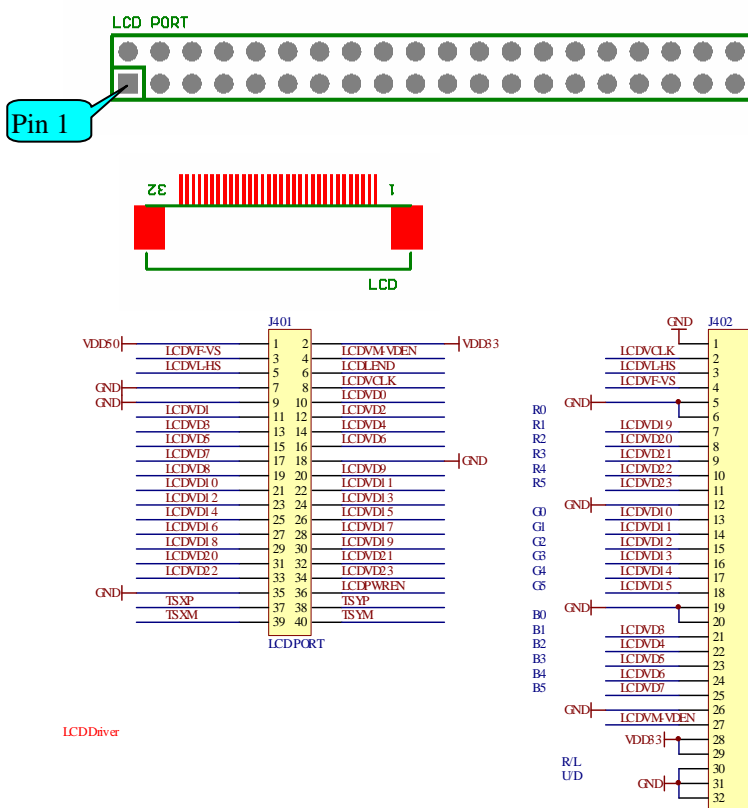 LCD PORT
Pin 1
32 1
LCD
J401
VDD50 1 2 VDD33
LCDVF-VS 3 4 LCDVM-VDEN
LCDVL-HS 5 6 LCDLEND
GND 7 8 LCDVCLK
GND 9 10 LCDVD0
LCDVD1 11 12 LCDVD2
LCDVD3 13 14 LCDVD4
LCDVD5 15 16 LCDVD6
LCDVD7 17 18 GND
LCDVD8 19 20 LCDVD9
LCDVD10 21 22 LCDVD11
LCDVD12 23 24 LCDVD13
LCDVD14 25 26 LCDVD15
LCDVD16 27 28 LCDVD17
LCDVD18 29 30 LCDVD19
LCDVD20 31 32 LCDVD21
LCDVD22 33 34 LCDVD23
GND 35 36 LCDPWREN
TSXP 37 38 TSYP
TSXM 39 40 TSYM
LCD PORT
LCD Driver
J402
GND 1
LCDVCLK 2
LCDVL-HS 3
LCDVF-VS 4
GND 5
R0 6
R1 LCDVD19 7
R2 LCDVD20 8
R3 LCDVD21 9
R4 LCDVD22 10
R5 LCDVD23 11
GND 12
G0 LCDVD10 13
G1 LCDVD11 14
G2 LCDVD12 15
G3 LCDVD13 16
G4 LCDVD14 17
G5 LCDVD15 18
GND 19
B0 20
B1 LCDVD3 21
B2 LCDVD4 22
B3 LCDVD5 23
B4 LCDVD6 24
B5 LCDVD7 25
GND 26
LCDVM-VDEN 27
VDD33 28
29
R/L 30
U/D GND 31
32